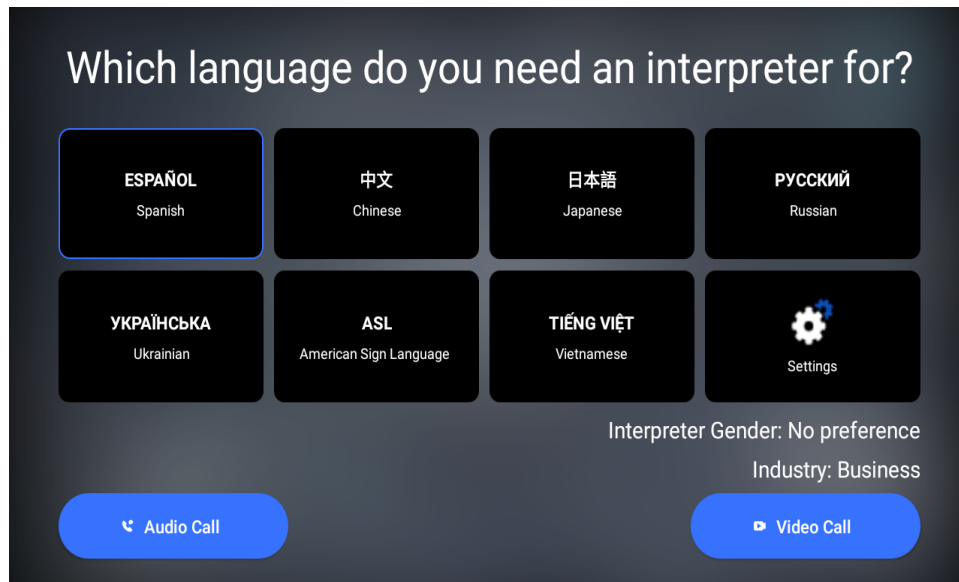 Which language do you need an interpreter for?
ESPAÑOL
Spanish
中文
Chinese
日本語
Japanese
РУССКИЙ
Russian
УКРАЇНСЬКА
Ukrainian
ASL
American Sign Language
TIẾNG VIỆT
Vietnamese
Settings
Interpreter Gender: No preference
Industry: Business
Audio Call
Video Call